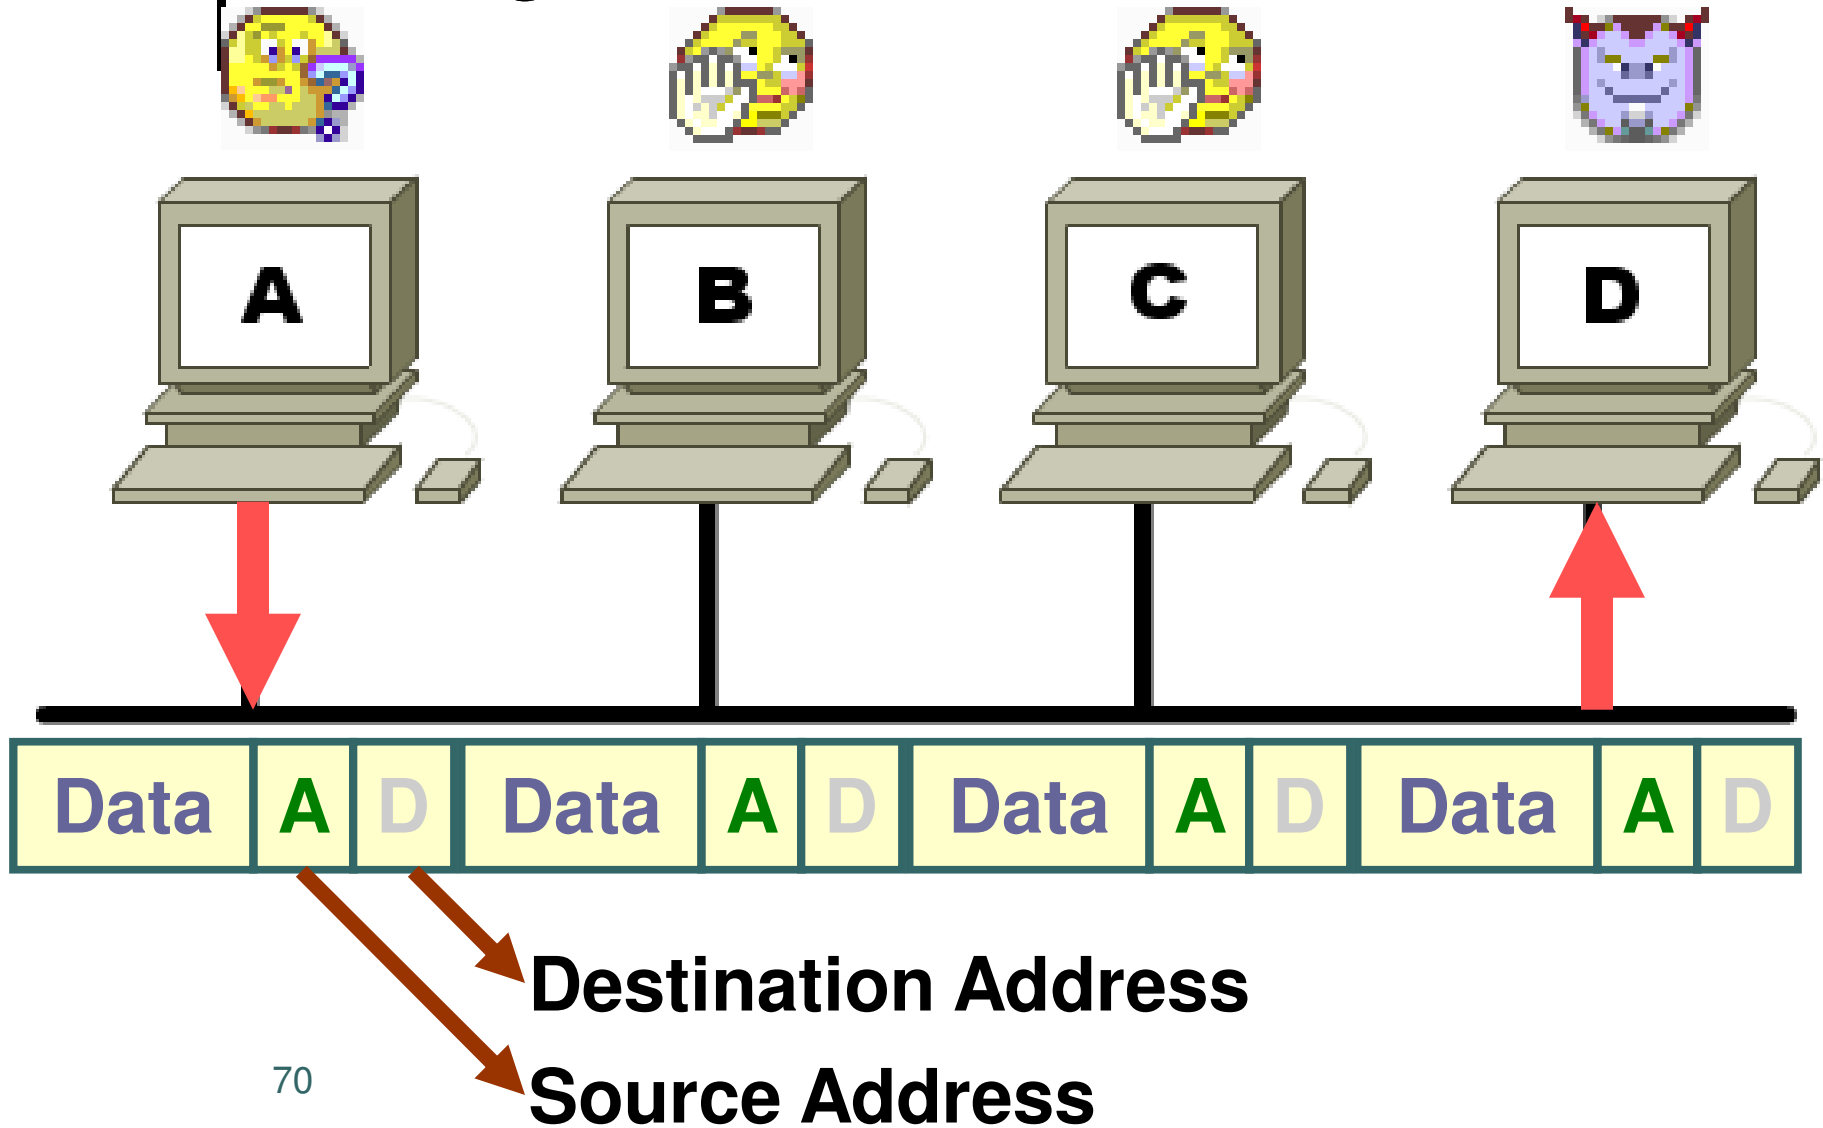 A B C D
Data A D Data A D Data A D Data A D
Destination Address
70
Source Address